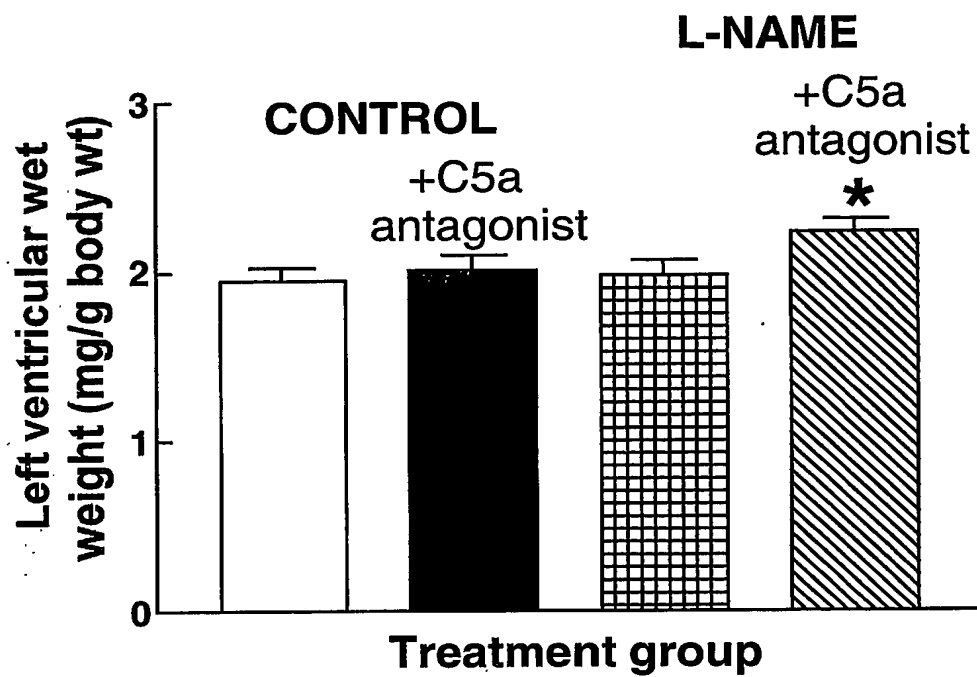 L-NAME
+C5a
antagonist
*
CONTROL
+C5a
antagonist
3
2
1
0
Left ventricular wet
weight (mg/g body wt)
Treatment group